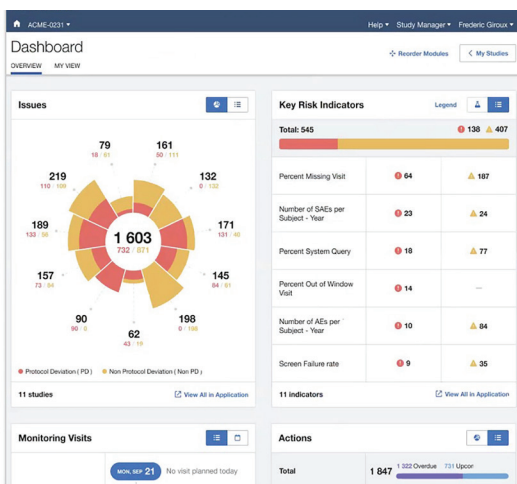 ACME-0231
Help Study Manager Frederic Giroux
Dashboard
Reorder Modules
My Studies
OVERVIEW MY VIEW
Issues
79
18 / 61
161
50 / 111
219
110 / 109
132
0 / 132
189
133 / 56
171
131 / 40
1 603
732 / 871
157
73 / 84
145
84 / 61
90
90 / 0
198
0 / 198
62
43 / 19
Protocol Deviation ( PD ) Non Protocol Deviation ( Non PD )
11 studies View All in Application
Key Risk Indicators Legend
Total: 545 138 407
Percent Missing Visit 64 187
Number of SAEs per
Subject - Year 23 24
Percent System Query 18 77
Percent Out of Window
Visit 14 —
Number of AEs per
Subject - Year 10 84
Screen Failure rate 9 35
11 indicators View All in Application
Monitoring Visits
MON, SEP 21 No visit planned today
Actions
Total 1 847 1 322 Overdue 731 Upcor